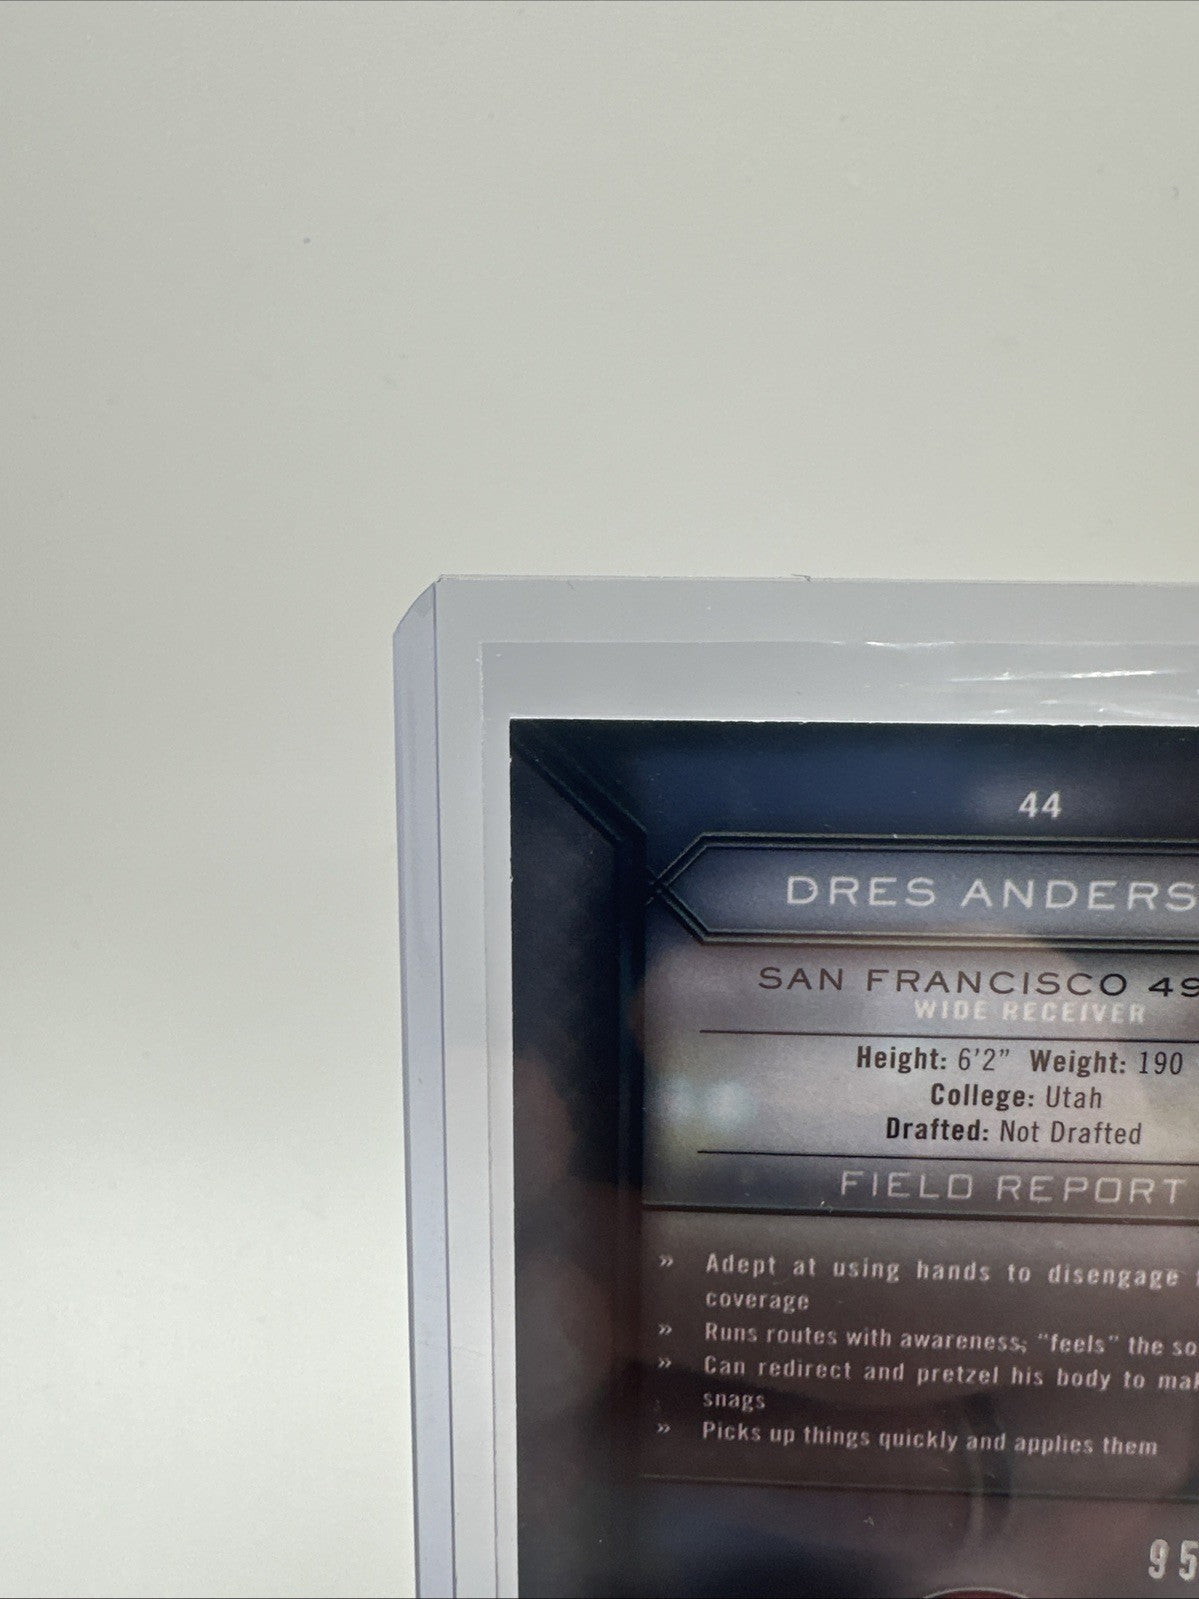 44
DRES ANDERS
SAN FRANCISCO 49
WIDE RECEIVER
Height: 6'2" Weight: 190
College: Utah
Drafted: Not Drafted
FIELD REPORT
» Adept at using hands to disengage
coverage
» Runs routes with awareness; "feels" the so
» Can redirect and pretzel his body to mak
snags
» Picks up things quickly and applies them
95